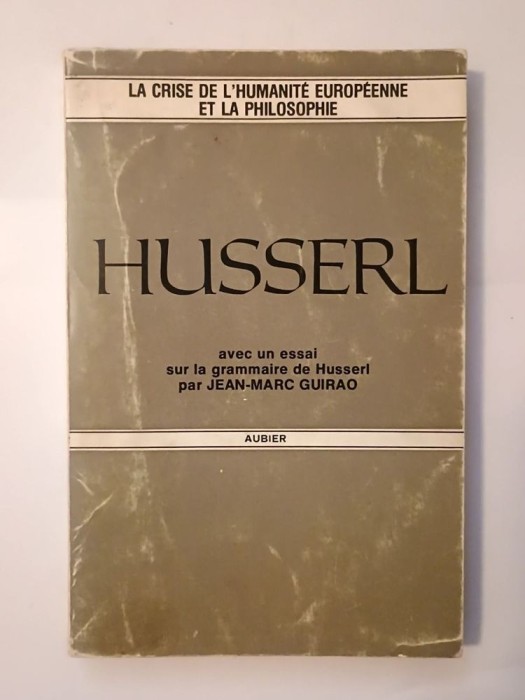 LA CRISE DE L'HUMANITÉ EUROPÉENNE
ET LA PHILOSOPHIE
HUSSERL
avec un essai
sur la grammaire de Husserl
par JEAN-MARC GUIRAO
AUBIER